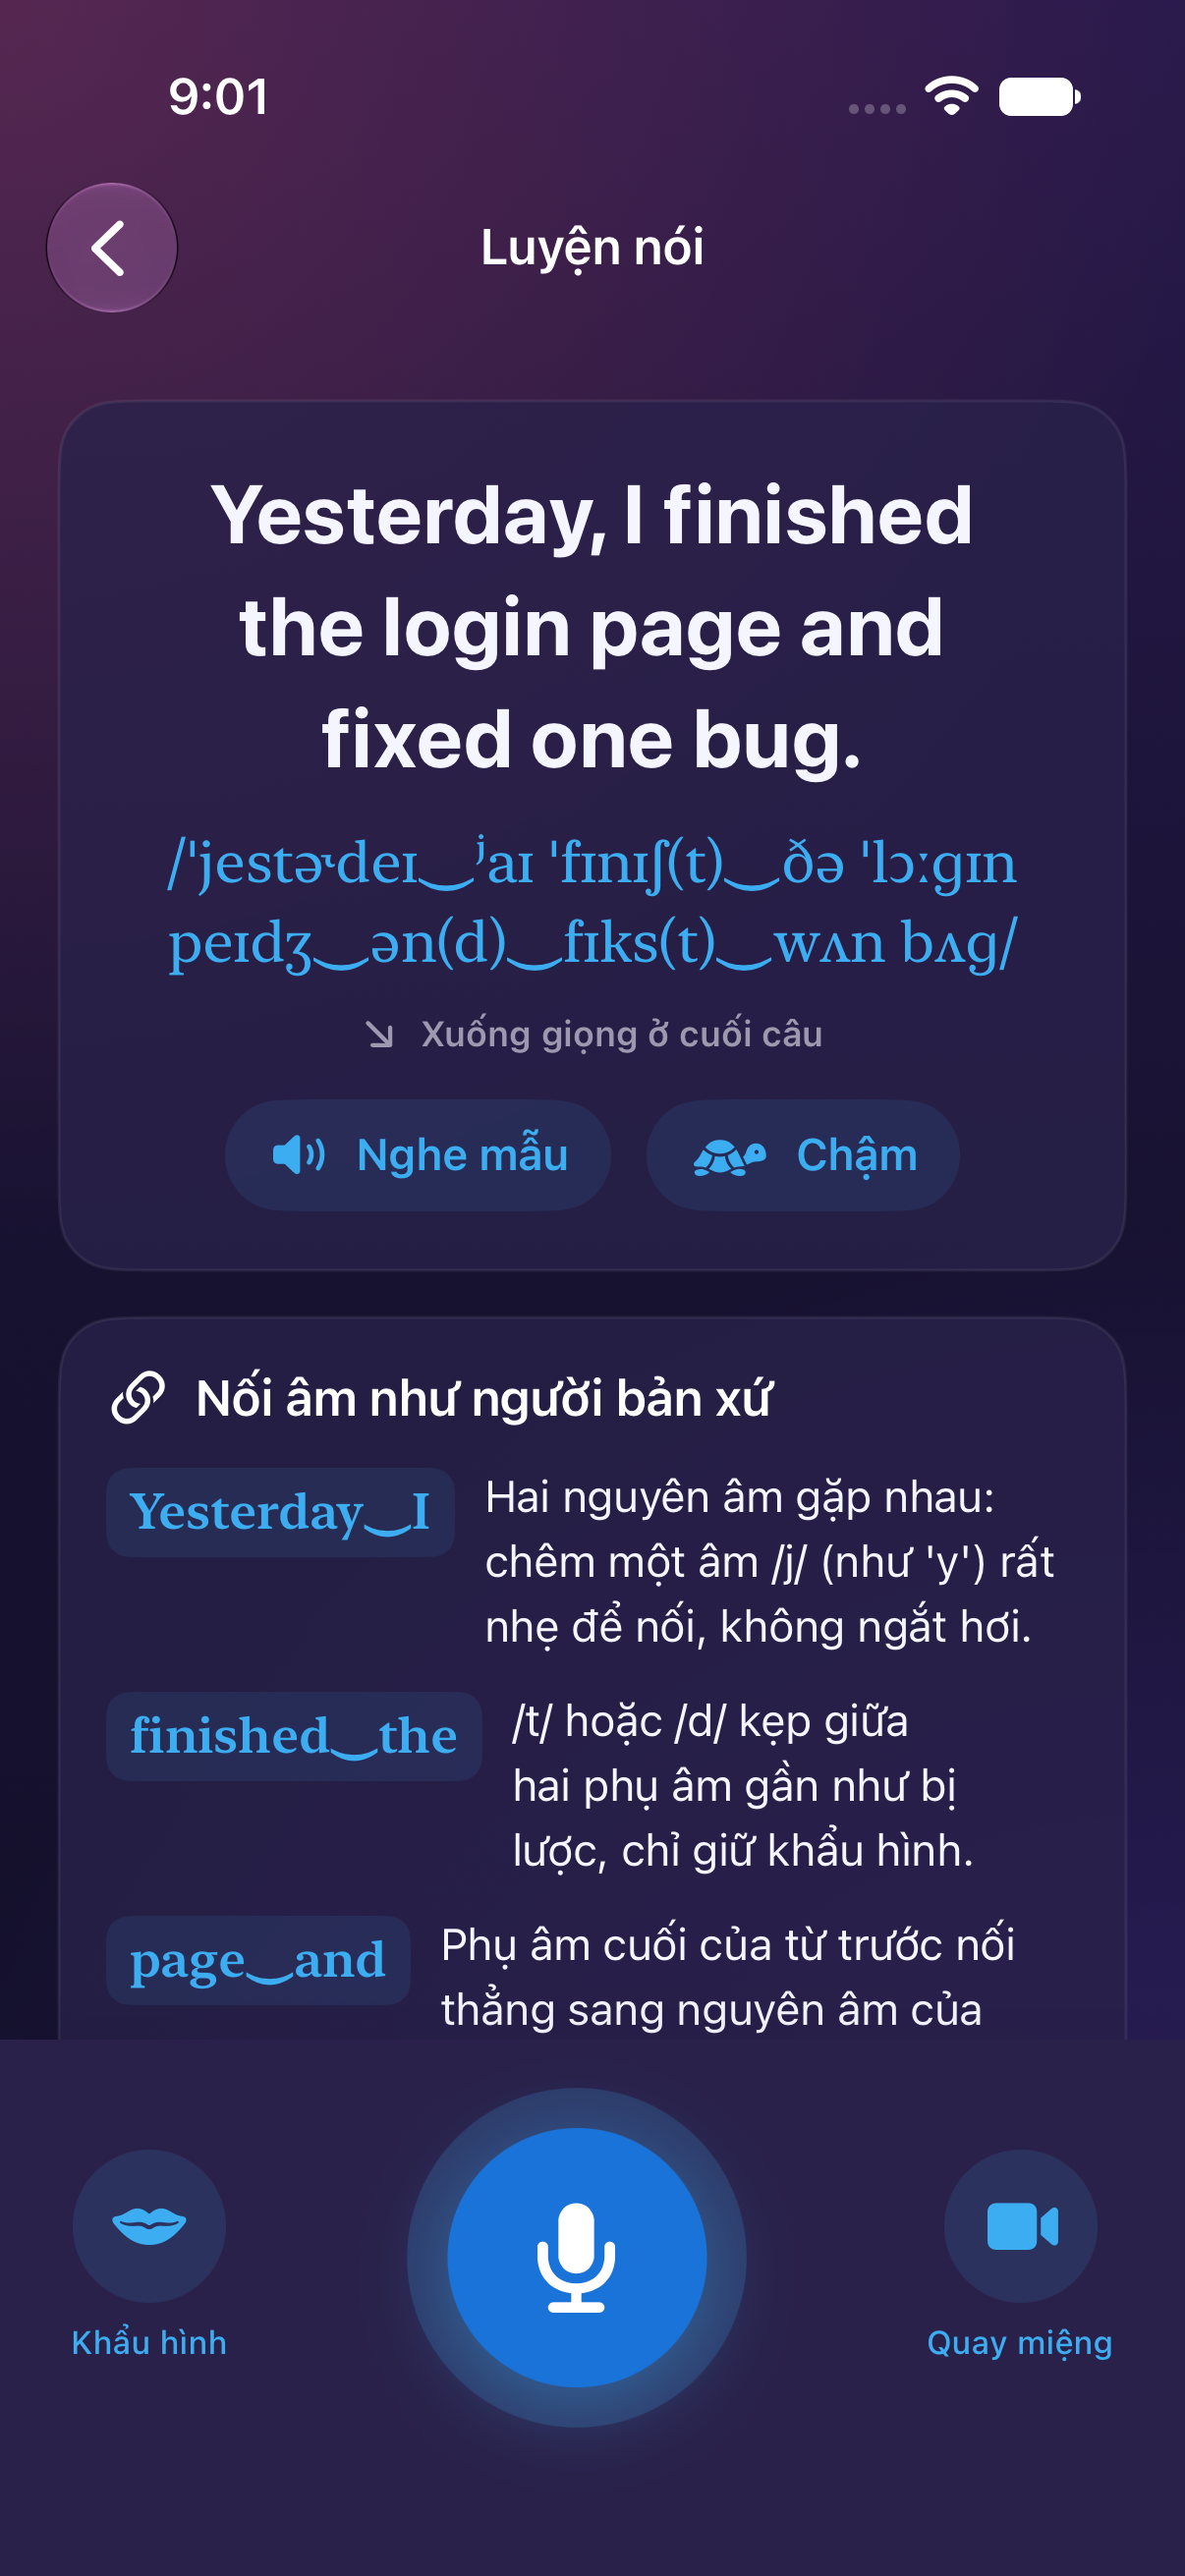 9:01
Luyện nói
Yesterday, I finished
the login page and
fixed one bug.
/ˈjestɚdeɪ‿ʲaɪ ˈfɪnɪʃ(t)‿ðə ˈlɔːgɪn
peɪdʒ‿ən(d)‿fɪks(t)‿wʌn bʌg/
↘ Xuống giọng ở cuối câu
Nghe mẫu
Chậm
Nối âm như người bản xứ
Yesterday‿I
Hai nguyên âm gặp nhau:
chêm một âm /j/ (như 'y') rất
nhẹ để nối, không ngắt hơi.
finished‿the
/t/ hoặc /d/ kẹp giữa
hai phụ âm gần như bị
lược, chỉ giữ khẩu hình.
page‿and
Phụ âm cuối của từ trước nối
thẳng sang nguyên âm của
Khẩu hình
Quay miệng